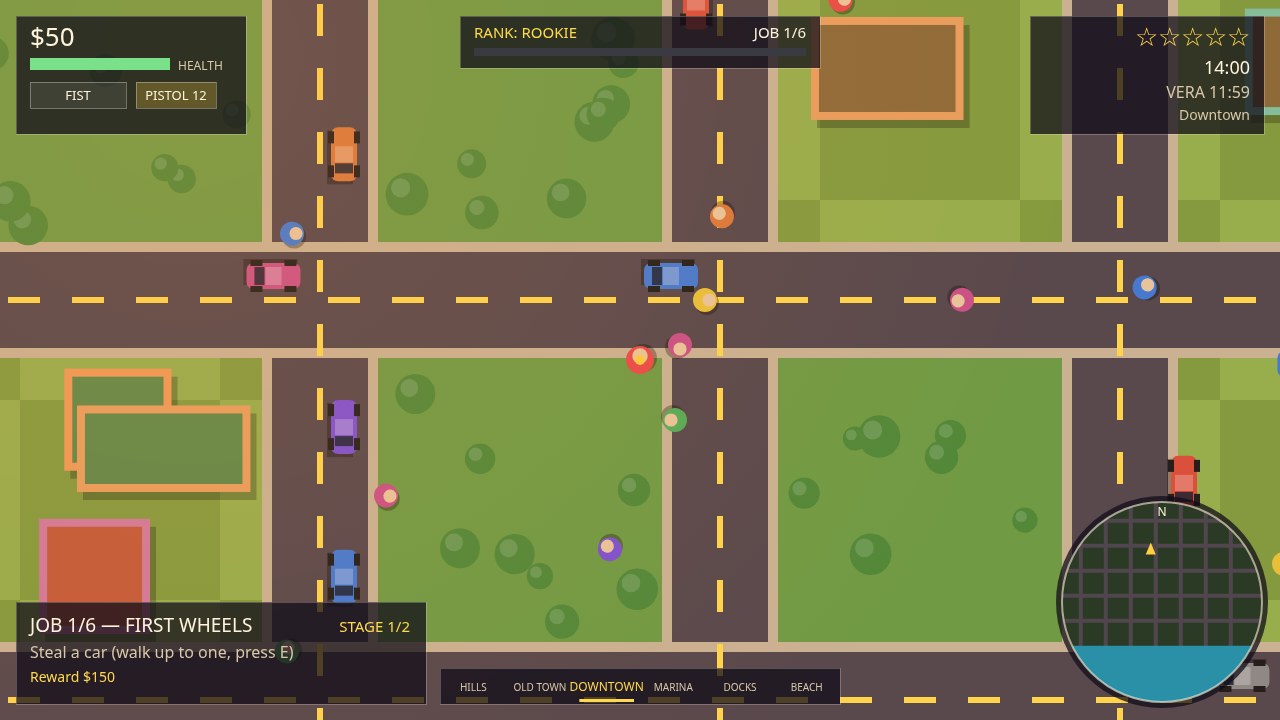 $50
HEALTH
FIST
PISTOL 12
RANK: ROOKIE
JOB 1/6
☆☆☆☆☆
14:00
VERA 11:59
Downtown
N
JOB 1/6 — FIRST WHEELS
STAGE 1/2
Steal a car (walk up to one, press E)
Reward $150
HILLS
OLD TOWN
DOWNTOWN
MARINA
DOCKS
BEACH